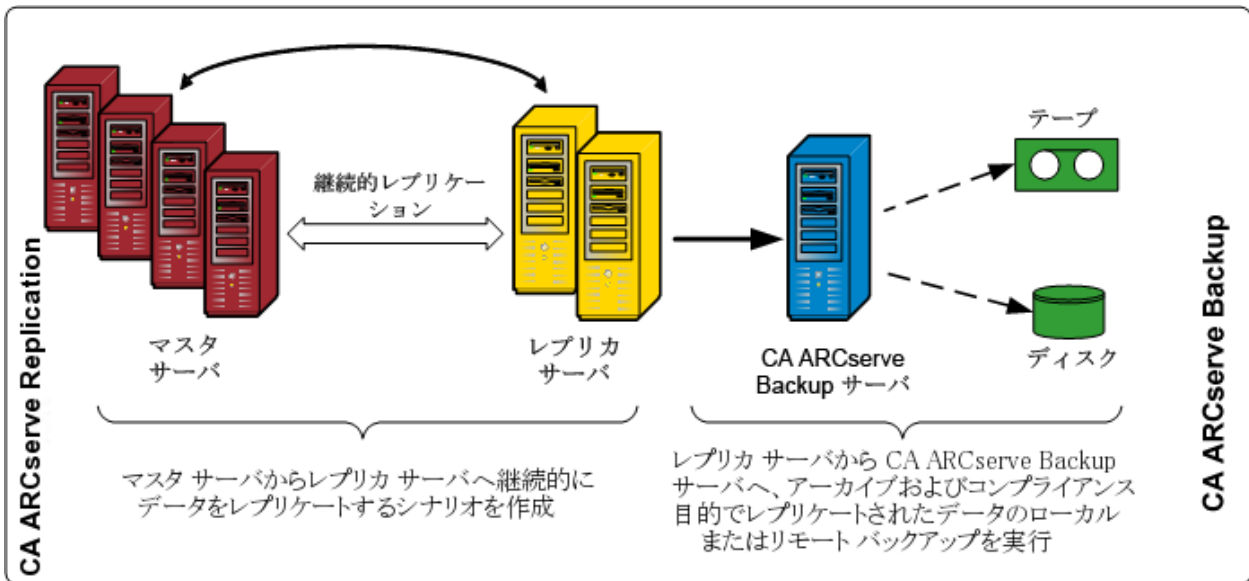 CA ARCserve Replication
継続的レプリケー
ション
マスタ
サーバ
レプリカ
サーバ
CA ARCserve
Backup サーバ
テープ
ディスク
マスタ サーバからレプリカ サーバへ継続的に
データをレプリケートするシナリオを作成
レプリカ サーバから CA ARCserve Backup
サーバへ、アーカイブおよびコンプライアンス
目的でレプリケートされたデータのローカル
またはリモート バックアップを実行
CA ARCserve Backup